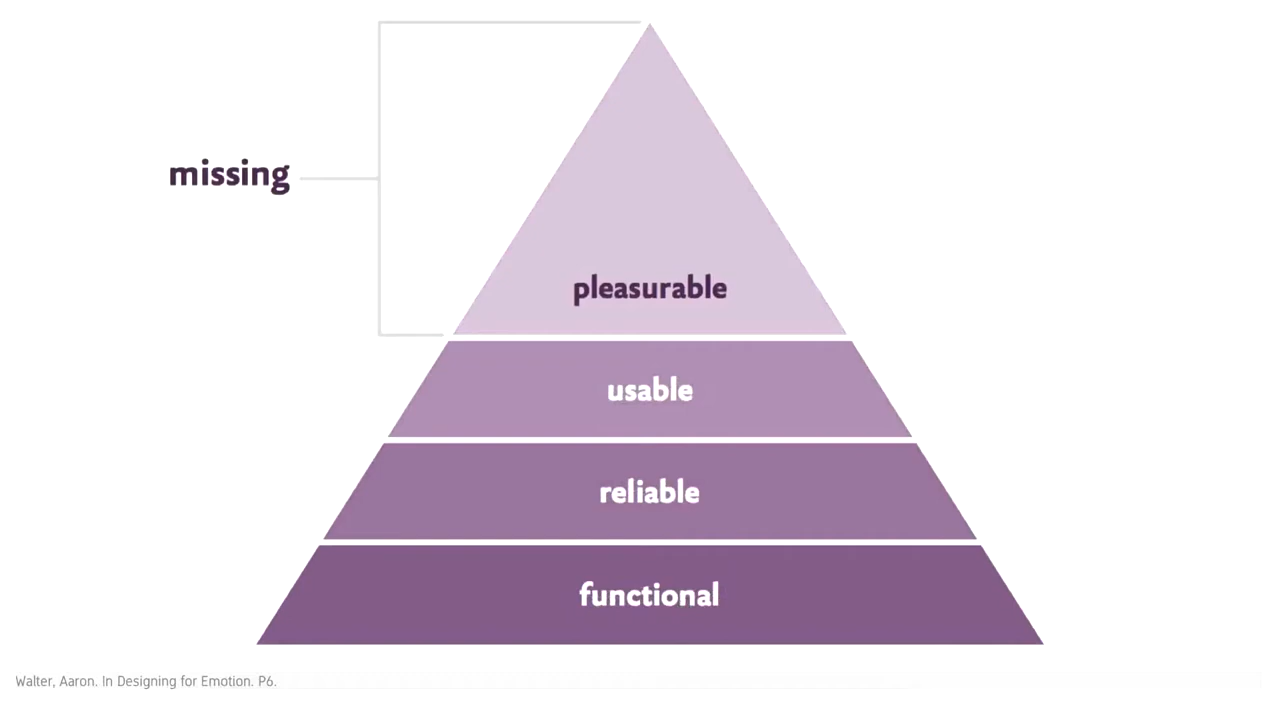 missing
pleasurable
usable
reliable
functional
Walter, Aaron. In Designing for Emotion. P6.